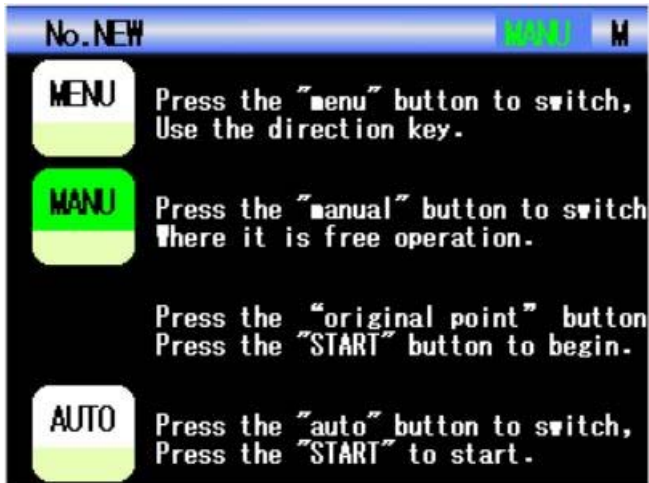 No.NEW MANU M
MENU
Press the "menu" button to switch,
Use the direction key.
MANU
Press the "manual" button to switch
Where it is free operation.
Press the “original point” button
Press the "START" button to begin.
AUTO
Press the "auto" button to switch,
Press the "START" to start.